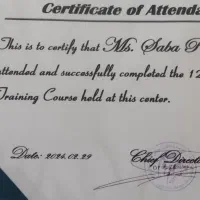 Certificate of Attenda
This is to certify that Ms. Saba
attended and successfully completed the 12
Training Course held at this center.
Date: 2024.02.29
Chief Director